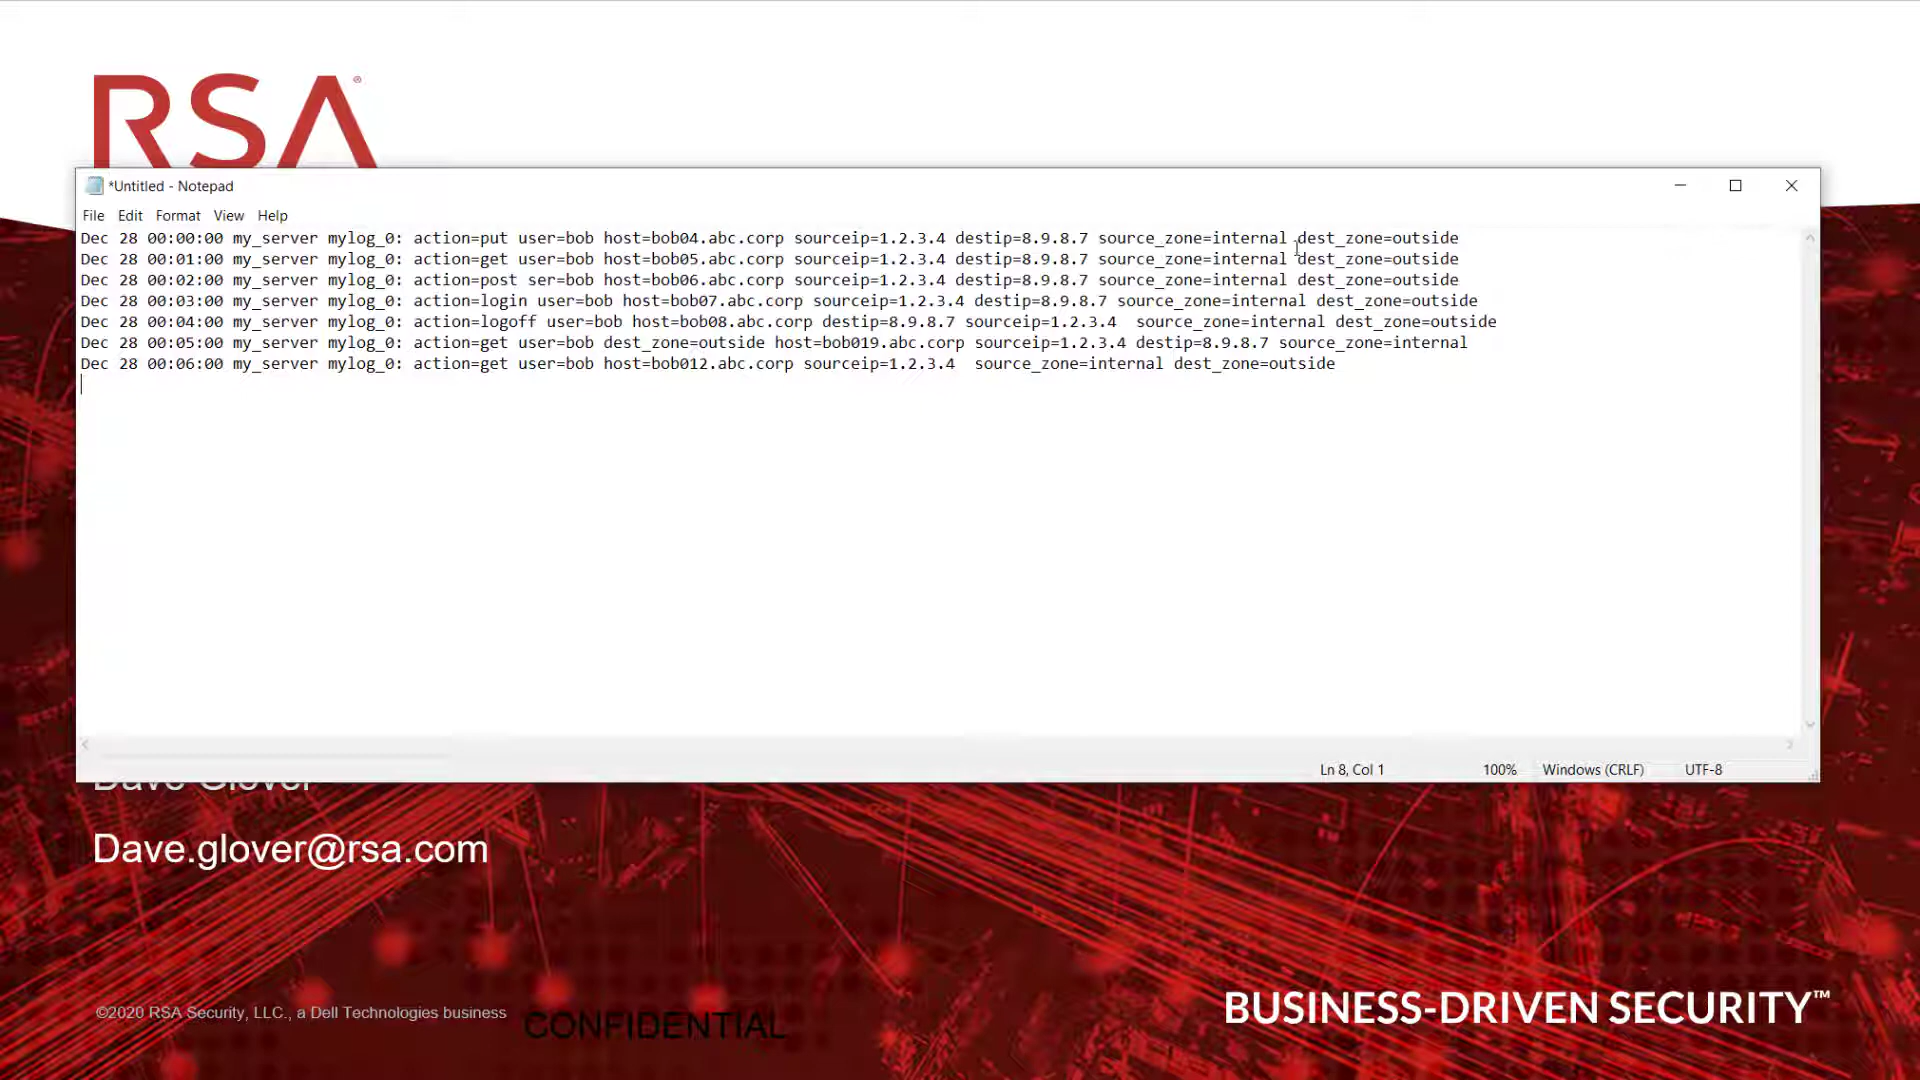 RSA®
*Untitled - Notepad
File Edit Format View Help
Dec 28 00:00:00 my_server mylog_0: action=put user=bob host=bob04.abc.corp sourceip=1.2.3.4 destip=8.9.8.7 source_zone=internal dest_zone=outside
Dec 28 00:01:00 my_server mylog_0: action=get user=bob host=bob05.abc.corp sourceip=1.2.3.4 destip=8.9.8.7 source_zone=internal dest_zone=outside
Dec 28 00:02:00 my_server mylog_0: action=post ser=bob host=bob06.abc.corp sourceip=1.2.3.4 destip=8.9.8.7 source_zone=internal dest_zone=outside
Dec 28 00:03:00 my_server mylog_0: action=login user=bob host=bob07.abc.corp sourceip=1.2.3.4 destip=8.9.8.7 source_zone=internal dest_zone=outside
Dec 28 00:04:00 my_server mylog_0: action=logoff user=bob host=bob08.abc.corp destip=8.9.8.7 sourceip=1.2.3.4  source_zone=internal dest_zone=outside
Dec 28 00:05:00 my_server mylog_0: action=get user=bob dest_zone=outside host=bob019.abc.corp sourceip=1.2.3.4 destip=8.9.8.7 source_zone=internal
Dec 28 00:06:00 my_server mylog_0: action=get user=bob host=bob012.abc.corp sourceip=1.2.3.4  source_zone=internal dest_zone=outside
Ln 8, Col 1 100% Windows (CRLF) UTF-8
Dave Glover
Dave.glover@rsa.com
©2020 RSA Security, LLC., a Dell Technologies business
CONFIDENTIAL
BUSINESS-DRIVEN SECURITY™